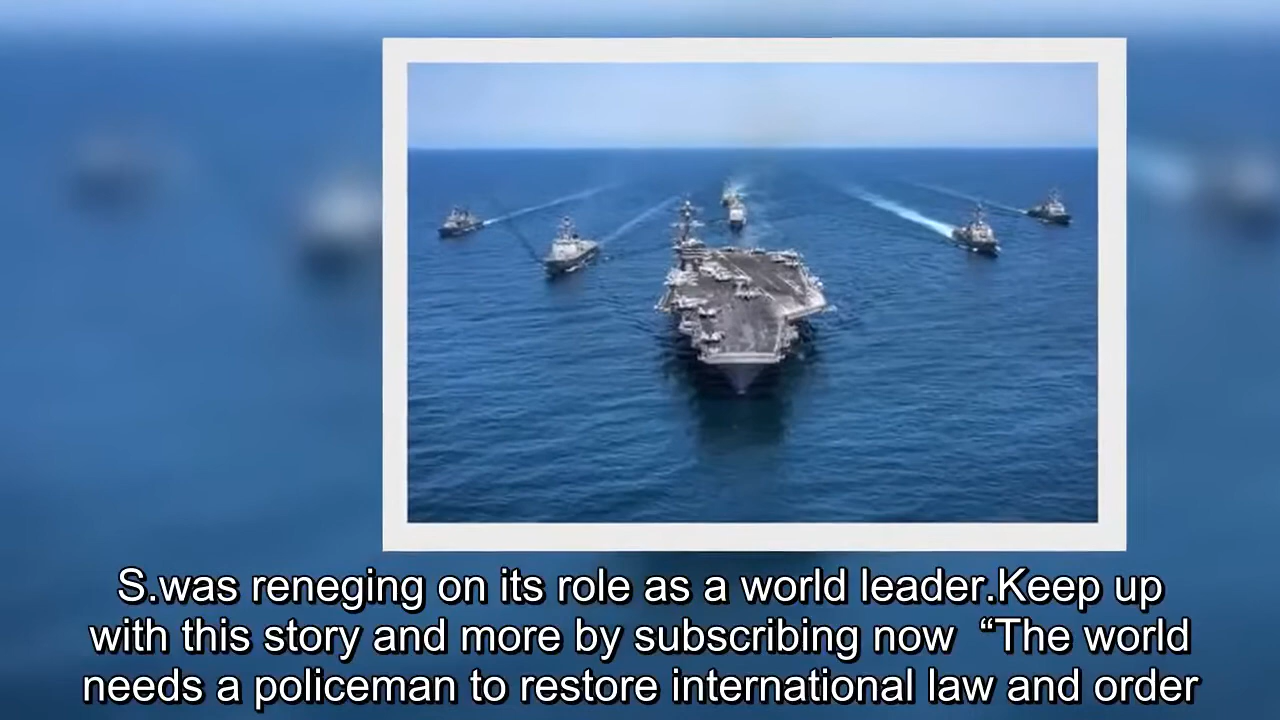 S.was reneging on its role as a world leader.Keep up
with this story and more by subscribing now “The world
needs a policeman to restore international law and order